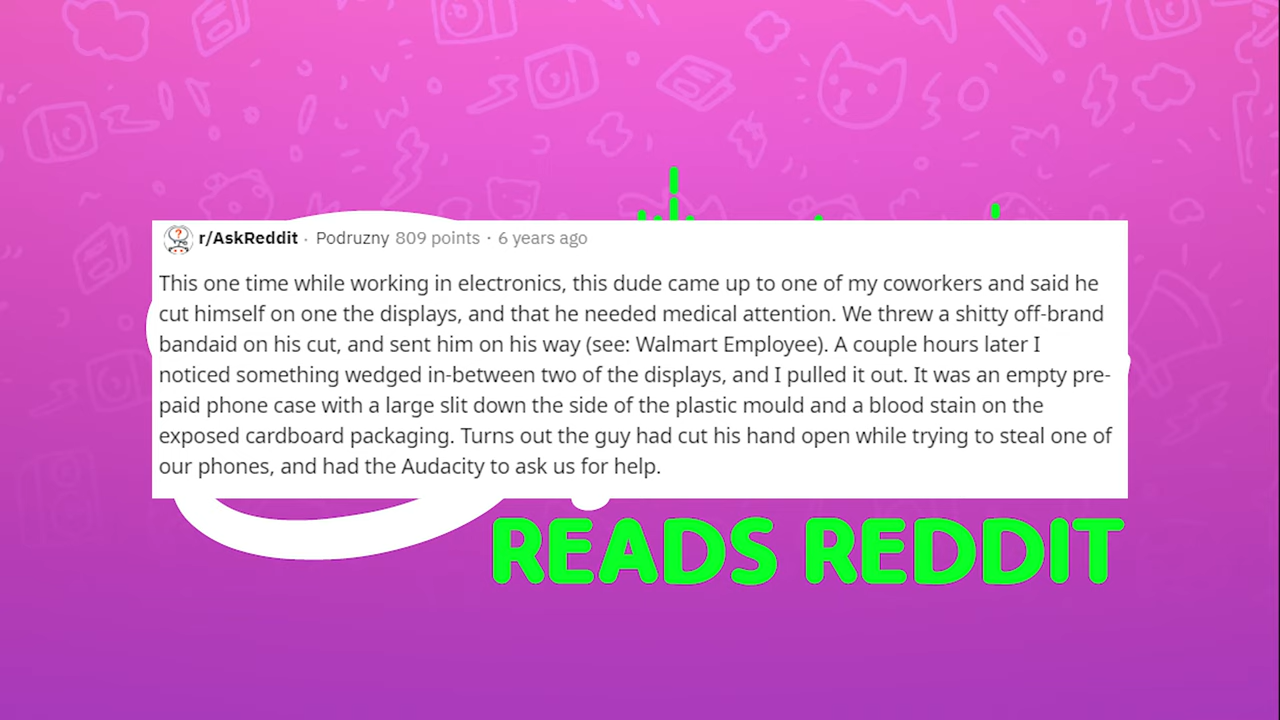 r/AskReddit · Podruzny 809 points · 6 years ago
This one time while working in electronics, this dude came up to one of my coworkers and said he
cut himself on one the displays, and that he needed medical attention. We threw a shitty off-brand
bandaid on his cut, and sent him on his way (see: Walmart Employee). A couple hours later I
noticed something wedged in-between two of the displays, and I pulled it out. It was an empty pre-
paid phone case with a large slit down the side of the plastic mould and a blood stain on the
exposed cardboard packaging. Turns out the guy had cut his hand open while trying to steal one of
our phones, and had the Audacity to ask us for help.
READS REDDIT